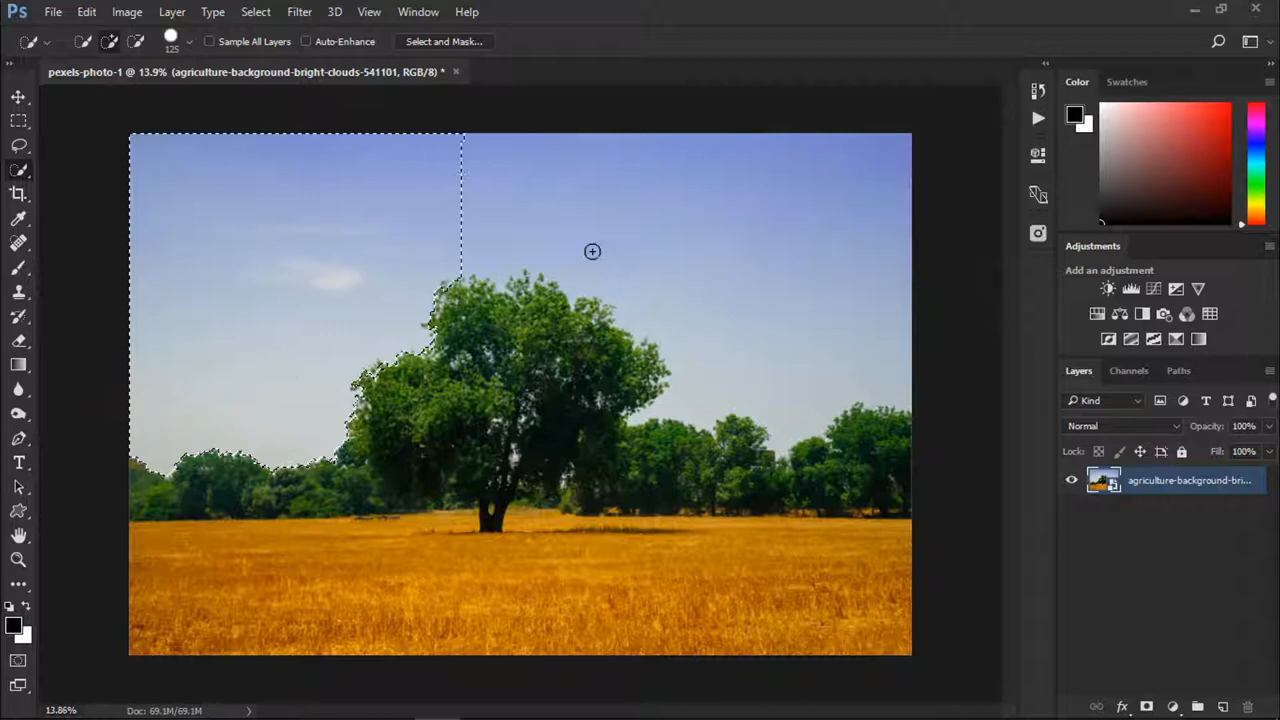 Ps File Edit Image Layer Type Select Filter 3D View Window Help
125 Sample All Layers Auto-Enhance Select and Mask...
pexels-photo-1 @ 13.9% (agriculture-background-bright-clouds-541101, RGB/8) * ×
Color Swatches
Adjustments
Add an adjustment
Layers Channels Paths
Kind
Normal Opacity: 100%
Lock: Fill: 100%
agriculture-background-bri...
13.86% Doc: 69.1M/69.1M